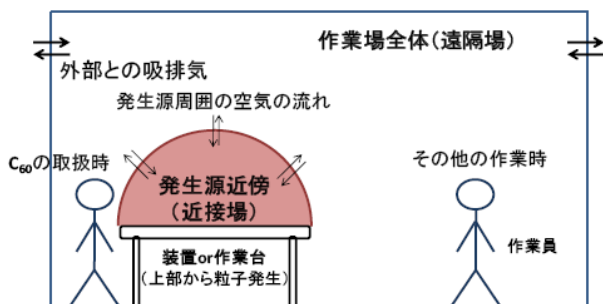 作業場全体(遠隔場)
外部との吸排気
発生源周囲の空気の流れ
C60の取扱時
その他の作業時
発生源近傍
(近接場)
作業員
装置or作業台
(上部から粒子発生)